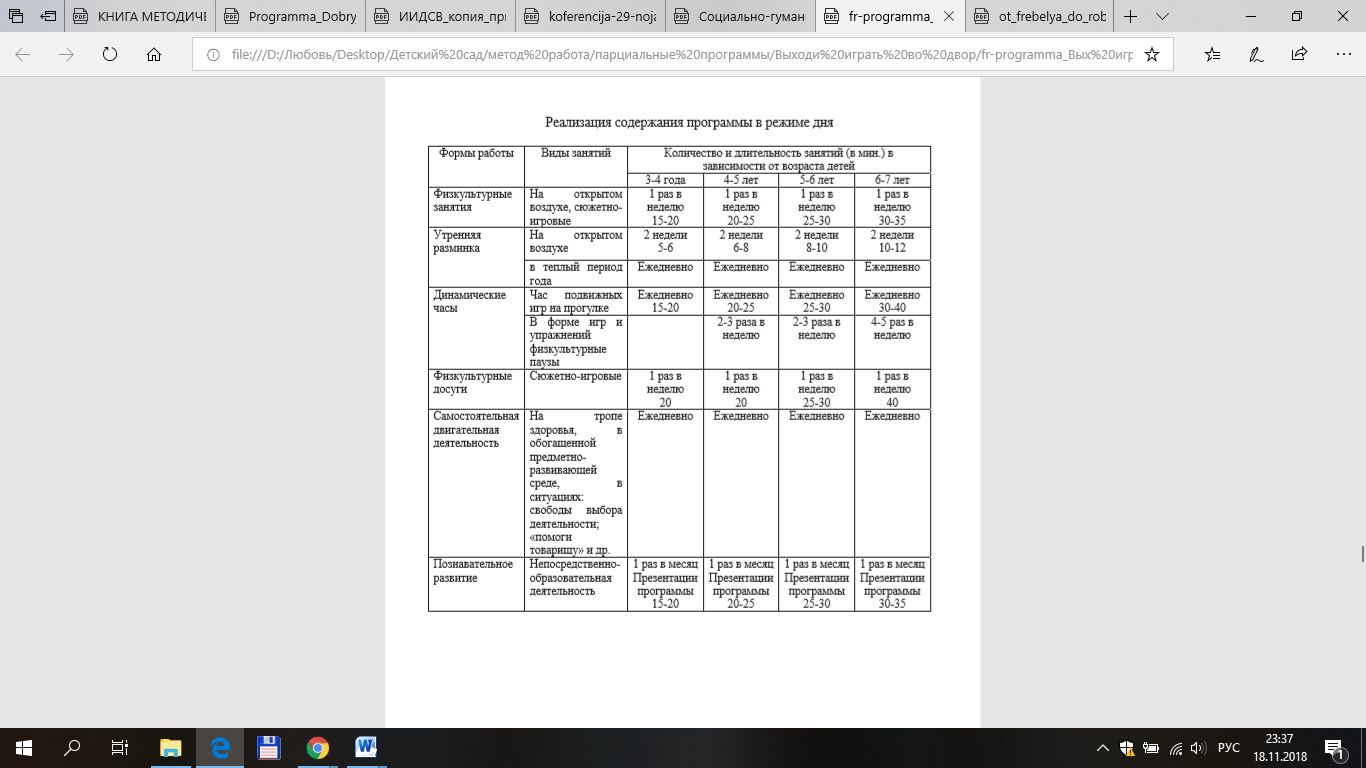 КНИГА МЕТОДИЧЕ
Programma_Dobry
ИИДСВ_копия_при
koferencija-29-noja
Социально-гуман
fr-programma_
ot_frebelya_do_rob
file:///D:/Любовь/Desktop/Детский%20сад/метод%20работа/парциальные%20программы/Выходи%20играть%20во%20двор/fr-programma_Вых%20игр
Реализация содержания программы в режиме дня
Формы работы
Виды занятий
Количество и длительность занятий (в мин.) в
зависимости от возраста детей
3-4 года
4-5 лет
5-6 лет
6-7 лет
Физкультурные
занятия
На открытом
воздухе, сюжетно-
игровые
1 раз в
неделю
15-20
1 раз в
неделю
20-25
1 раз в
неделю
25-30
1 раз в
неделю
30-35
Утренняя
разминка
На открытом
воздухе
2 недели
5-6
2 недели
6-8
2 недели
8-10
2 недели
10-12
в теплый период
года
Ежедневно
Ежедневно
Ежедневно
Ежедневно
Динамические
часы
Час подвижных
игр на прогулке
Ежедневно
15-20
Ежедневно
20-25
Ежедневно
25-30
Ежедневно
30-40
В форме игр и
упражнений
физкультурные
паузы
2-3 раза в
неделю
2-3 раза в
неделю
4-5 раз в
неделю
Физкультурные
досуги
Сюжетно-игровые
1 раз в
неделю
20
1 раз в
неделю
20
1 раз в
неделю
25-30
1 раз в
неделю
40
Самостоятельная
двигательная
деятельность
На тропе
здоровья, в
обогащенной
предметно-
развивающей
среде, в
ситуациях:
свободы выбора
деятельности;
«помоги
товарищу» и др.
Ежедневно
Ежедневно
Ежедневно
Ежедневно
Познавательное
развитие
Непосредственно-
образовательная
деятельность
1 раз в месяц
Презентации
программы
15-20
1 раз в месяц
Презентации
программы
20-25
1 раз в месяц
Презентации
программы
25-30
1 раз в месяц
Презентации
программы
30-35
РУС
23:37
18.11.2018
1